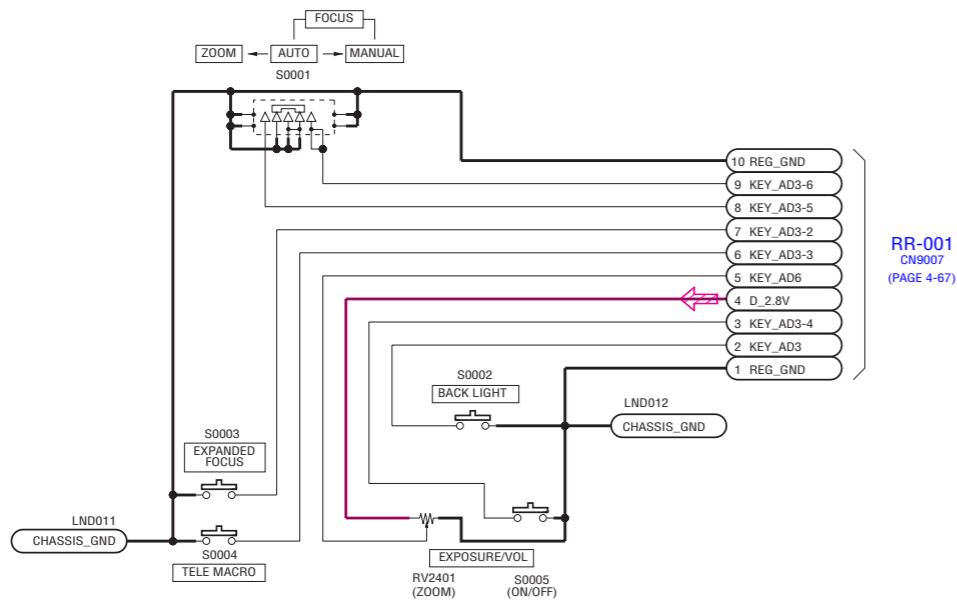 FOCUS
ZOOM AUTO MANUAL
S0001
10 REG_GND
9 KEY_AD3-6
8 KEY_AD3-5
7 KEY_AD3-2
6 KEY_AD3-3
5 KEY_AD6
4 D_2.8V
3 KEY_AD3-4
2 KEY_AD3
1 REG_GND
RR-001
CN9007
(PAGE 4-67)
S0002
BACK LIGHT
LND012
CHASSIS_GND
S0003
EXPANDED
FOCUS
LND011
CHASSIS_GND
S0004
TELE MACRO
EXPOSURE/VOL
RV2401
(ZOOM)
S0005
(ON/OFF)